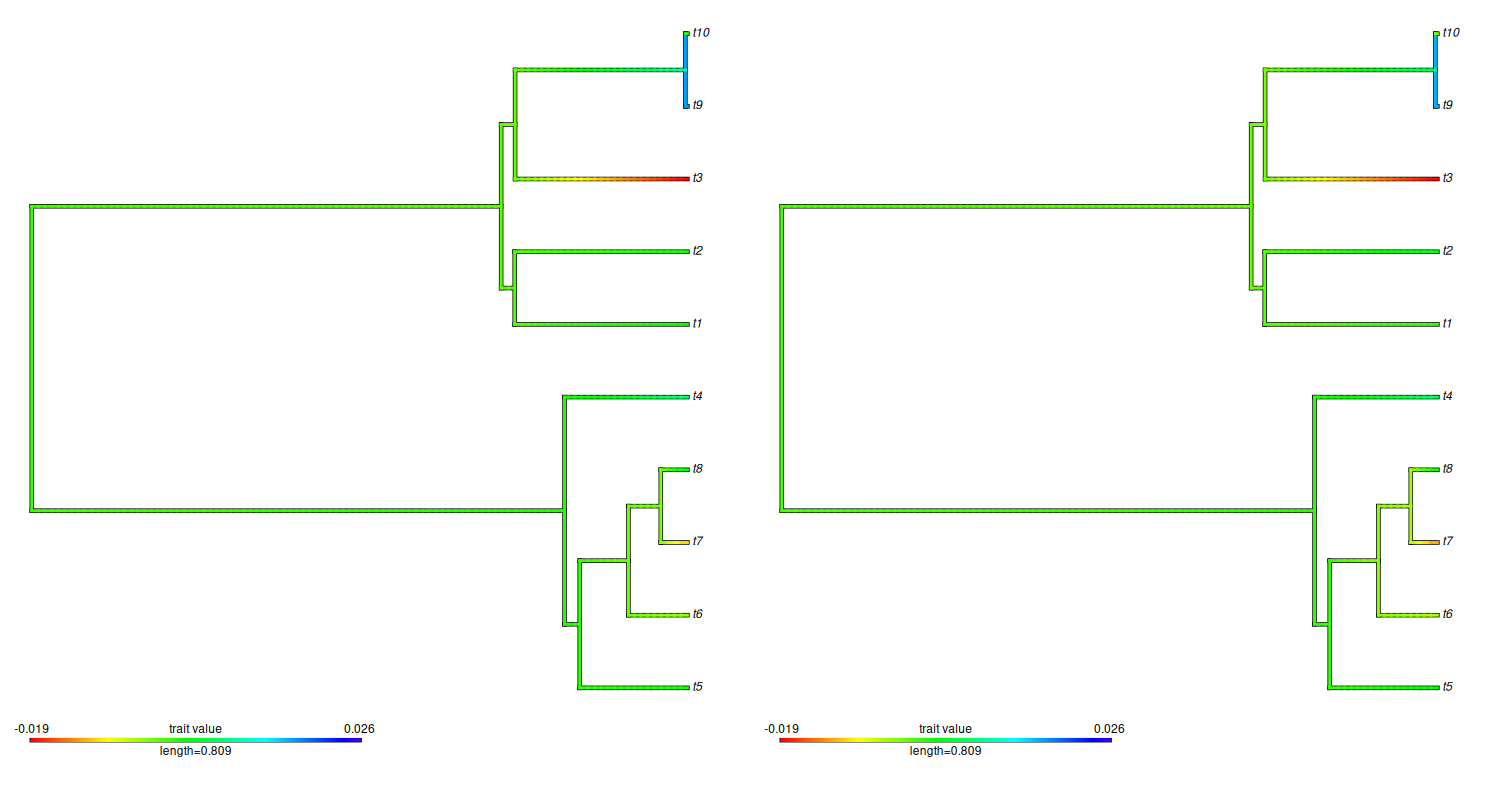 t10
t9
t3
t2
t1
t4
t8
t7
t6
t5
-0.019 trait value 0.026
length=0.809
t10
t9
t3
t2
t1
t4
t8
t7
t6
t5
-0.019 trait value 0.026
length=0.809